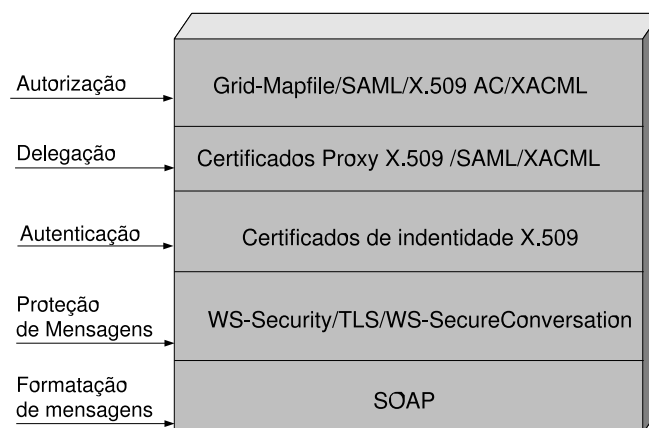 Autorização
Grid-Mapfile/SAML/X.509 AC/XACML
Delegação
Certificados Proxy X.509 /SAML/XACML
Autenticação
Certificados de indentidade X.509
Proteção
de Mensagens
WS-Security/TLS/WS-SecureConversation
Formatação
de mensagens
SOAP